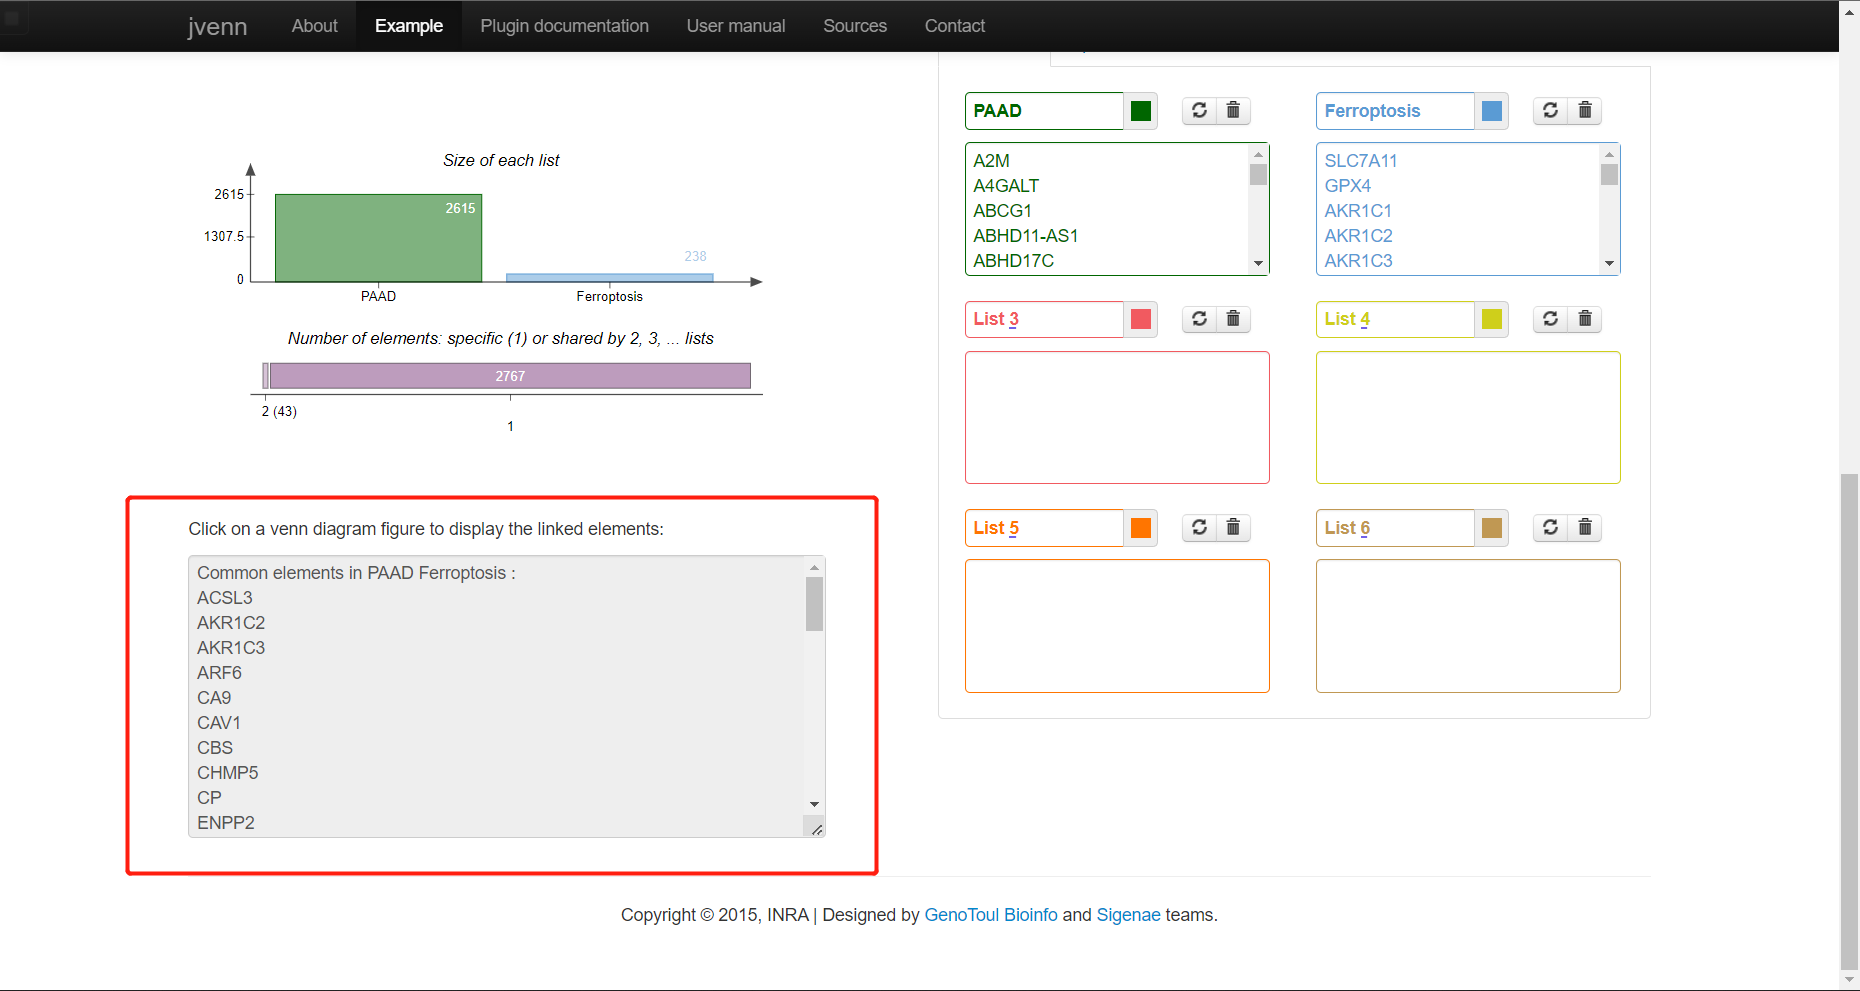 jvenn About Example Plugin documentation User manual Sources Contact
Size of each list
2615
1307.5
0
2615
238
PAAD Ferroptosis
Number of elements: specific (1) or shared by 2, 3, ... lists
2767
2 (43)
1
Click on a venn diagram figure to display the linked elements:
Common elements in PAAD Ferroptosis :
ACSL3
AKR1C2
AKR1C3
ARF6
CA9
CAV1
CBS
CHMP5
CP
ENPP2
PAAD
A2M
A4GALT
ABCG1
ABHD11-AS1
ABHD17C
Ferroptosis
SLC7A11
GPX4
AKR1C1
AKR1C2
AKR1C3
List 3
List 4
List 5
List 6
Copyright © 2015, INRA | Designed by GenoToul Bioinfo and Sigenae teams.